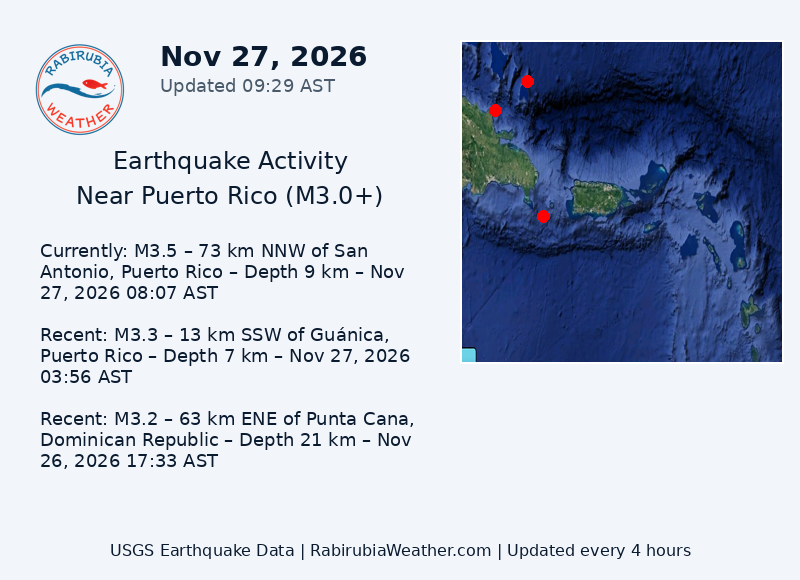 RABIRUBIA
WEATHER
Nov 27, 2026
Updated 09:29 AST
Earthquake Activity
Near Puerto Rico (M3.0+)
Currently: M3.5 – 73 km NNW of San
Antonio, Puerto Rico – Depth 9 km – Nov
27, 2026 08:07 AST
Recent: M3.3 – 13 km SSW of Guánica,
Puerto Rico – Depth 7 km – Nov 27, 2026
03:56 AST
Recent: M3.2 – 63 km ENE of Punta Cana,
Dominican Republic – Depth 21 km – Nov
26, 2026 17:33 AST
USGS Earthquake Data | RabirubiaWeather.com | Updated every 4 hours